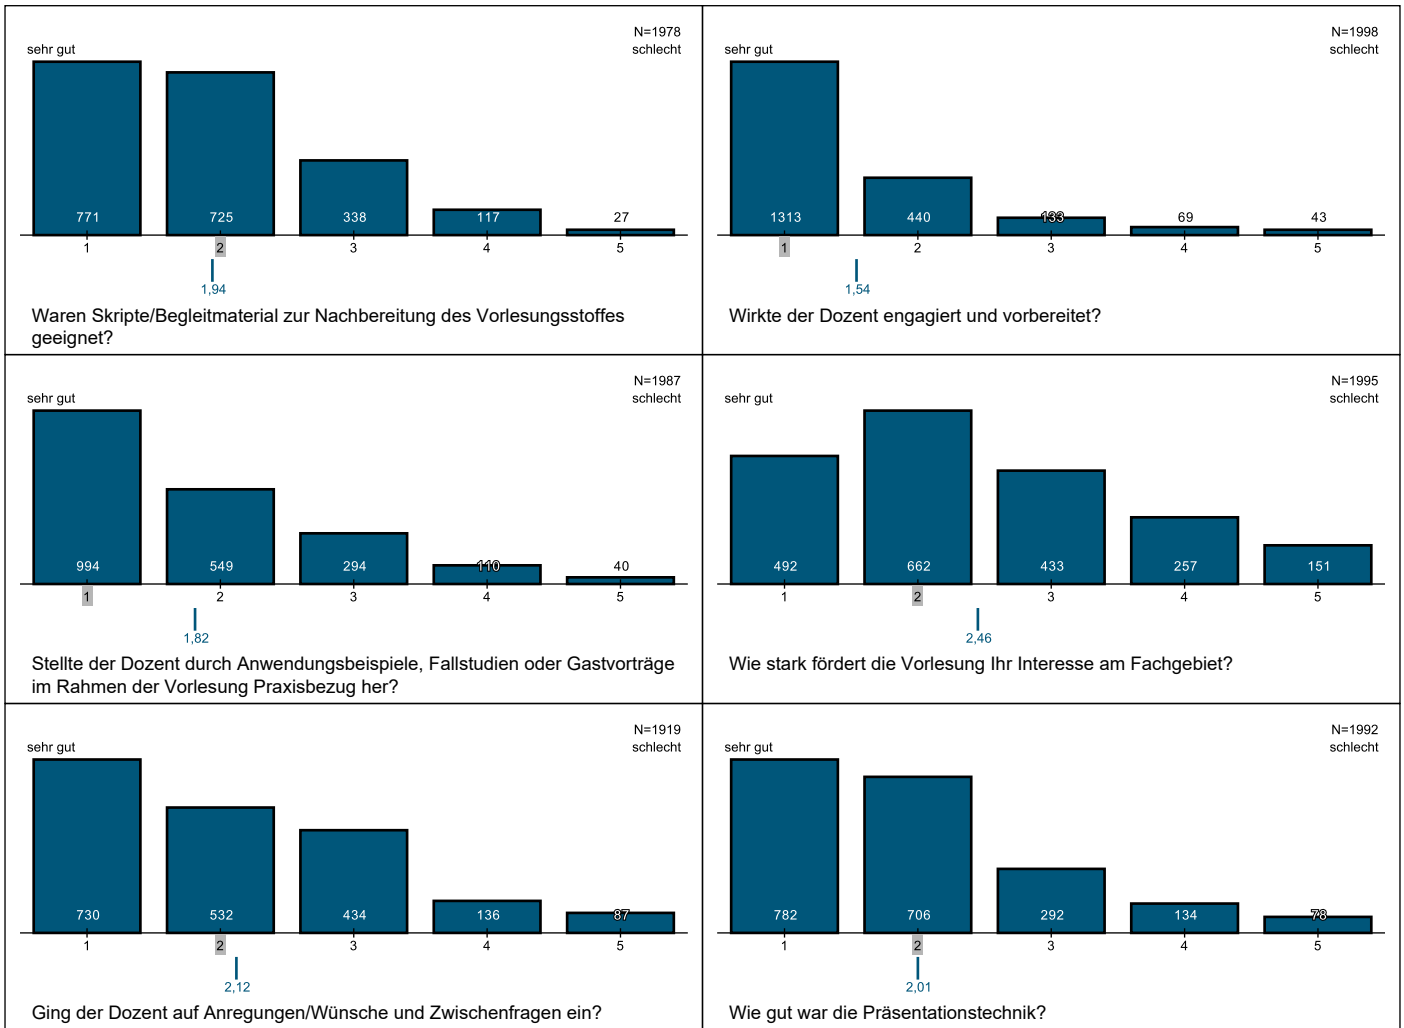 N=1978
sehr gut schlecht
771 725 338 117 27
1 2 3 4 5
1,94
Waren Skripte/Begleitmaterial zur Nachbereitung des Vorlesungsstoffes
geeignet?
N=1998
sehr gut schlecht
1313 440 133 69 43
1 2 3 4 5
1,54
Wirkte der Dozent engagiert und vorbereitet?
N=1987
sehr gut schlecht
994 549 294 110 40
1 2 3 4 5
1,82
Stellte der Dozent durch Anwendungsbeispiele, Fallstudien oder Gastvorträge
im Rahmen der Vorlesung Praxisbezug her?
N=1995
sehr gut schlecht
492 662 433 257 151
1 2 3 4 5
2,46
Wie stark fördert die Vorlesung Ihr Interesse am Fachgebiet?
N=1919
sehr gut schlecht
730 532 434 136 87
1 2 3 4 5
2,12
Ging der Dozent auf Anregungen/Wünsche und Zwischenfragen ein?
N=1992
sehr gut schlecht
782 706 292 134 78
1 2 3 4 5
2,01
Wie gut war die Präsentationstechnik?